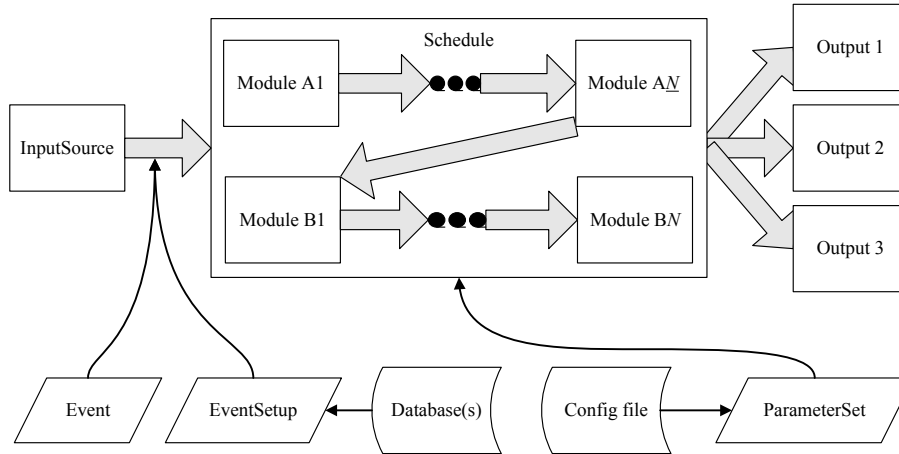 Schedule
Output 1
Module A1
Module AN
InputSource
Output 2
Module B1
Module BN
Output 3
Event
EventSetup
Database(s)
Config file
ParameterSet